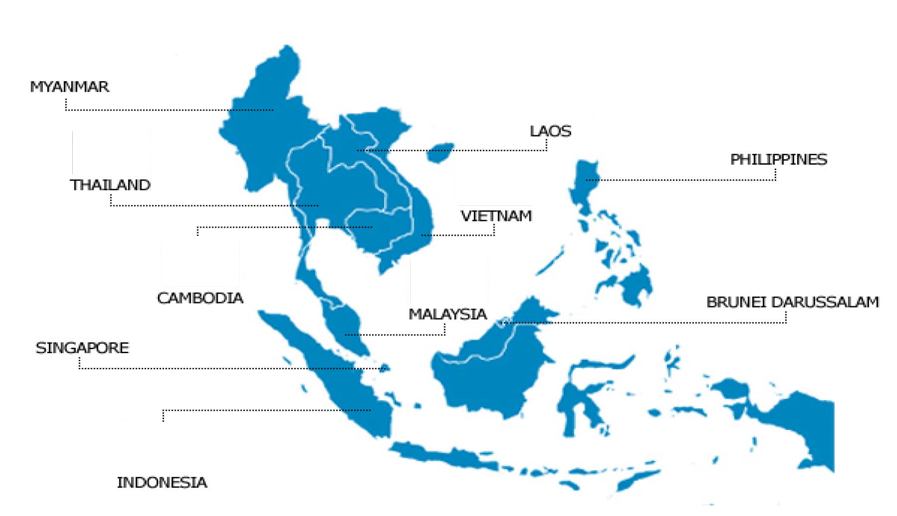 MYANMAR
LAOS
PHILIPPINES
THAILAND
VIETNAM
CAMBODIA
BRUNEI DARUSSALAM
MALAYSIA
SINGAPORE
INDONESIA